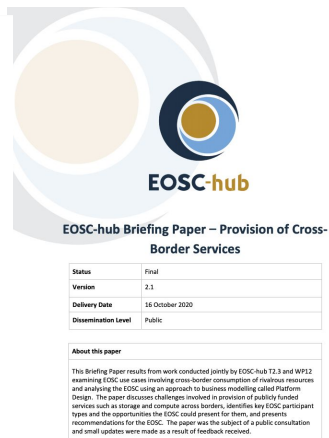 EOSC-hub
EOSC-hub Briefing Paper – Provision of Cross-
Border Services
Status Final
Version 2.1
Delivery Date 16 October 2020
Dissemination Level Public
About this paper
This Briefing Paper results from work conducted jointly by EOSC-hub T2.3 and WP12
examining EOSC use cases involving cross-border consumption of rivalrous resources
and analysing the EOSC using an approach to business modelling called Platform
Design. The paper discusses challenges involved in provision of publicly funded
services such as storage and compute across borders, identifies key EOSC participant
types and the opportunities the EOSC could present for them, and presents
recommendations for the EOSC. The paper was the subject of a public consultation
and small updates were made as a result of feedback received.